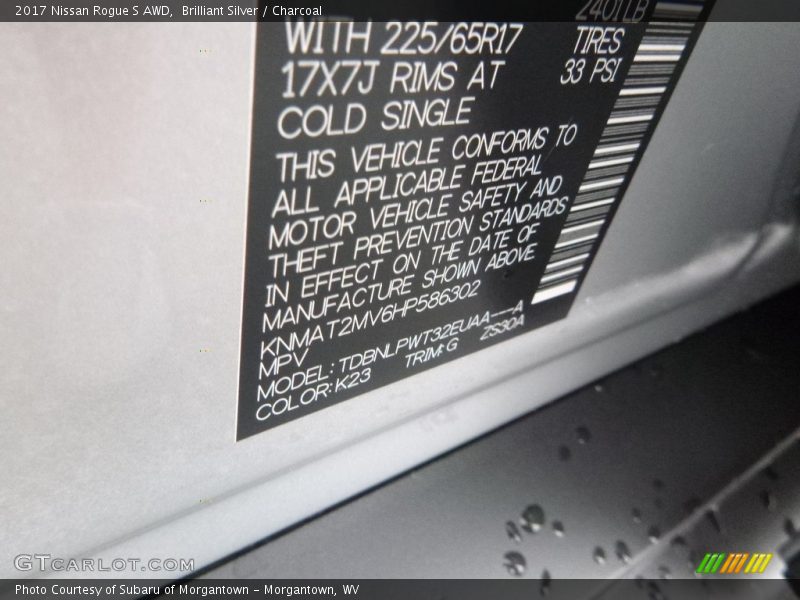 2017 Nissan Rogue S AWD,  Brilliant Silver / Charcoal
2401LB
WITH 225/65R17 TIRES
17X7J RIMS AT 33 PSI
COLD SINGLE
THIS VEHICLE CONFORMS TO
ALL APPLICABLE FEDERAL
MOTOR VEHICLE SAFETY AND
THEFT PREVENTION STANDARDS
IN EFFECT ON THE DATE OF
MANUFACTURE SHOWN ABOVE
KNMAT2MV6HP586302
MPV
MODEL: TDBNLPWT32EUAA---A
COLOR: K23 TRIM: G ZS30A
GTCARLOT.COM
Photo Courtesy of Subaru of Morgantown - Morgantown, WV